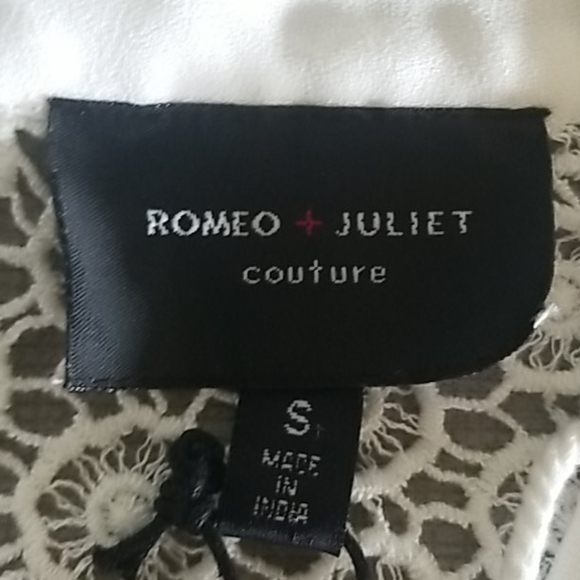 ROMEO + JULIET
couture
S
MADE
IN
INDIA